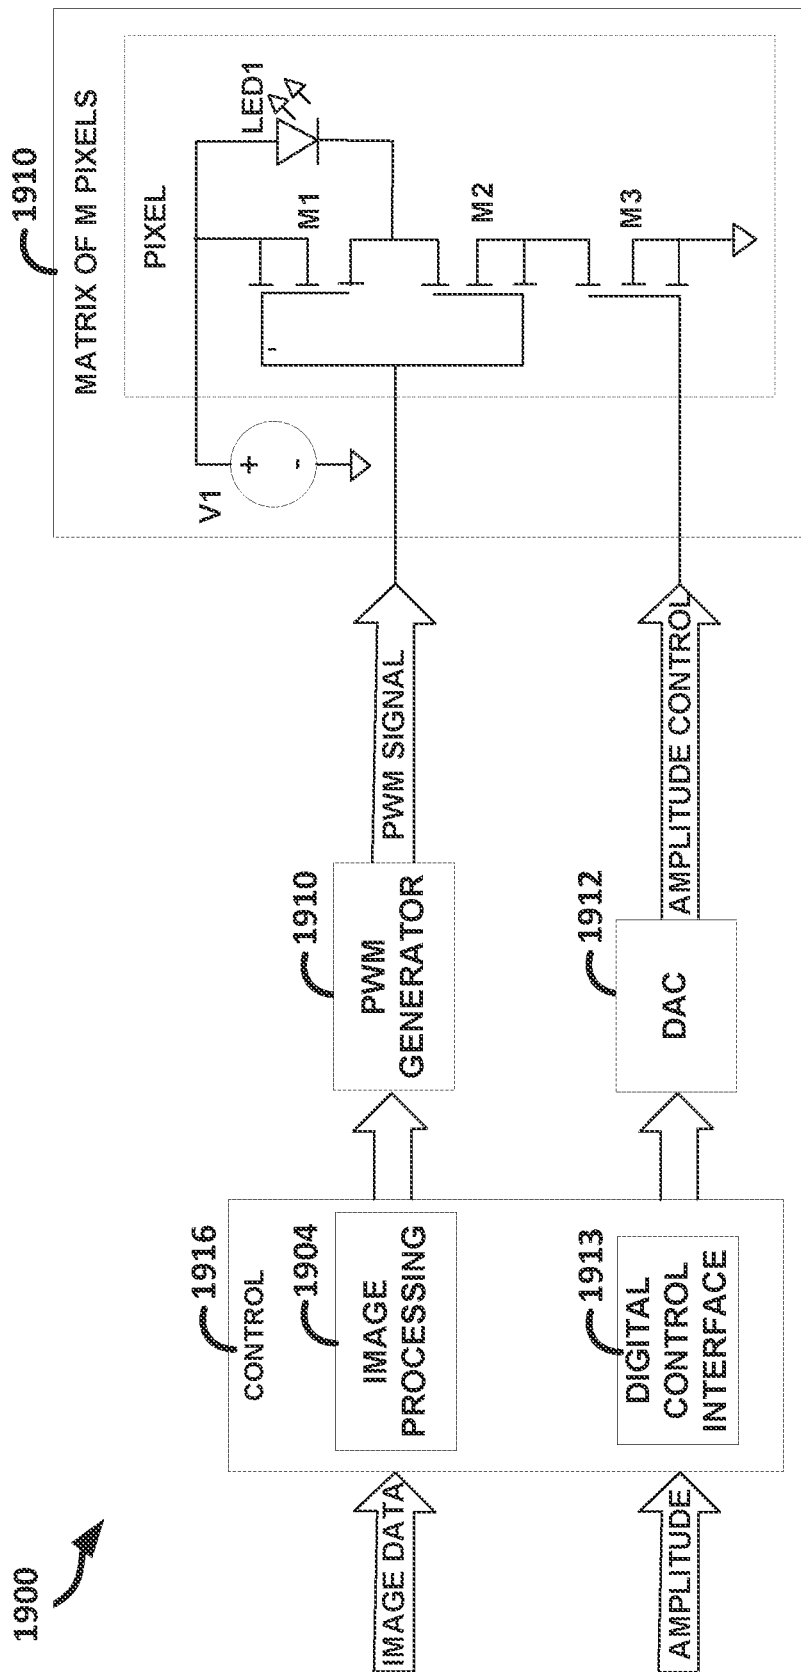 1900
IMAGE DATA
AMPLITUDE
1916
CONTROL
1904
IMAGE
PROCESSING
1913
DIGITAL
CONTROL
INTERFACE
1910
PWM
GENERATOR
1912
DAC
PWM SIGNAL
AMPLITUDE CONTROL
1910
MATRIX OF M PIXELS
V1
+
-
PIXEL
-
LED1
M1
M2
M3